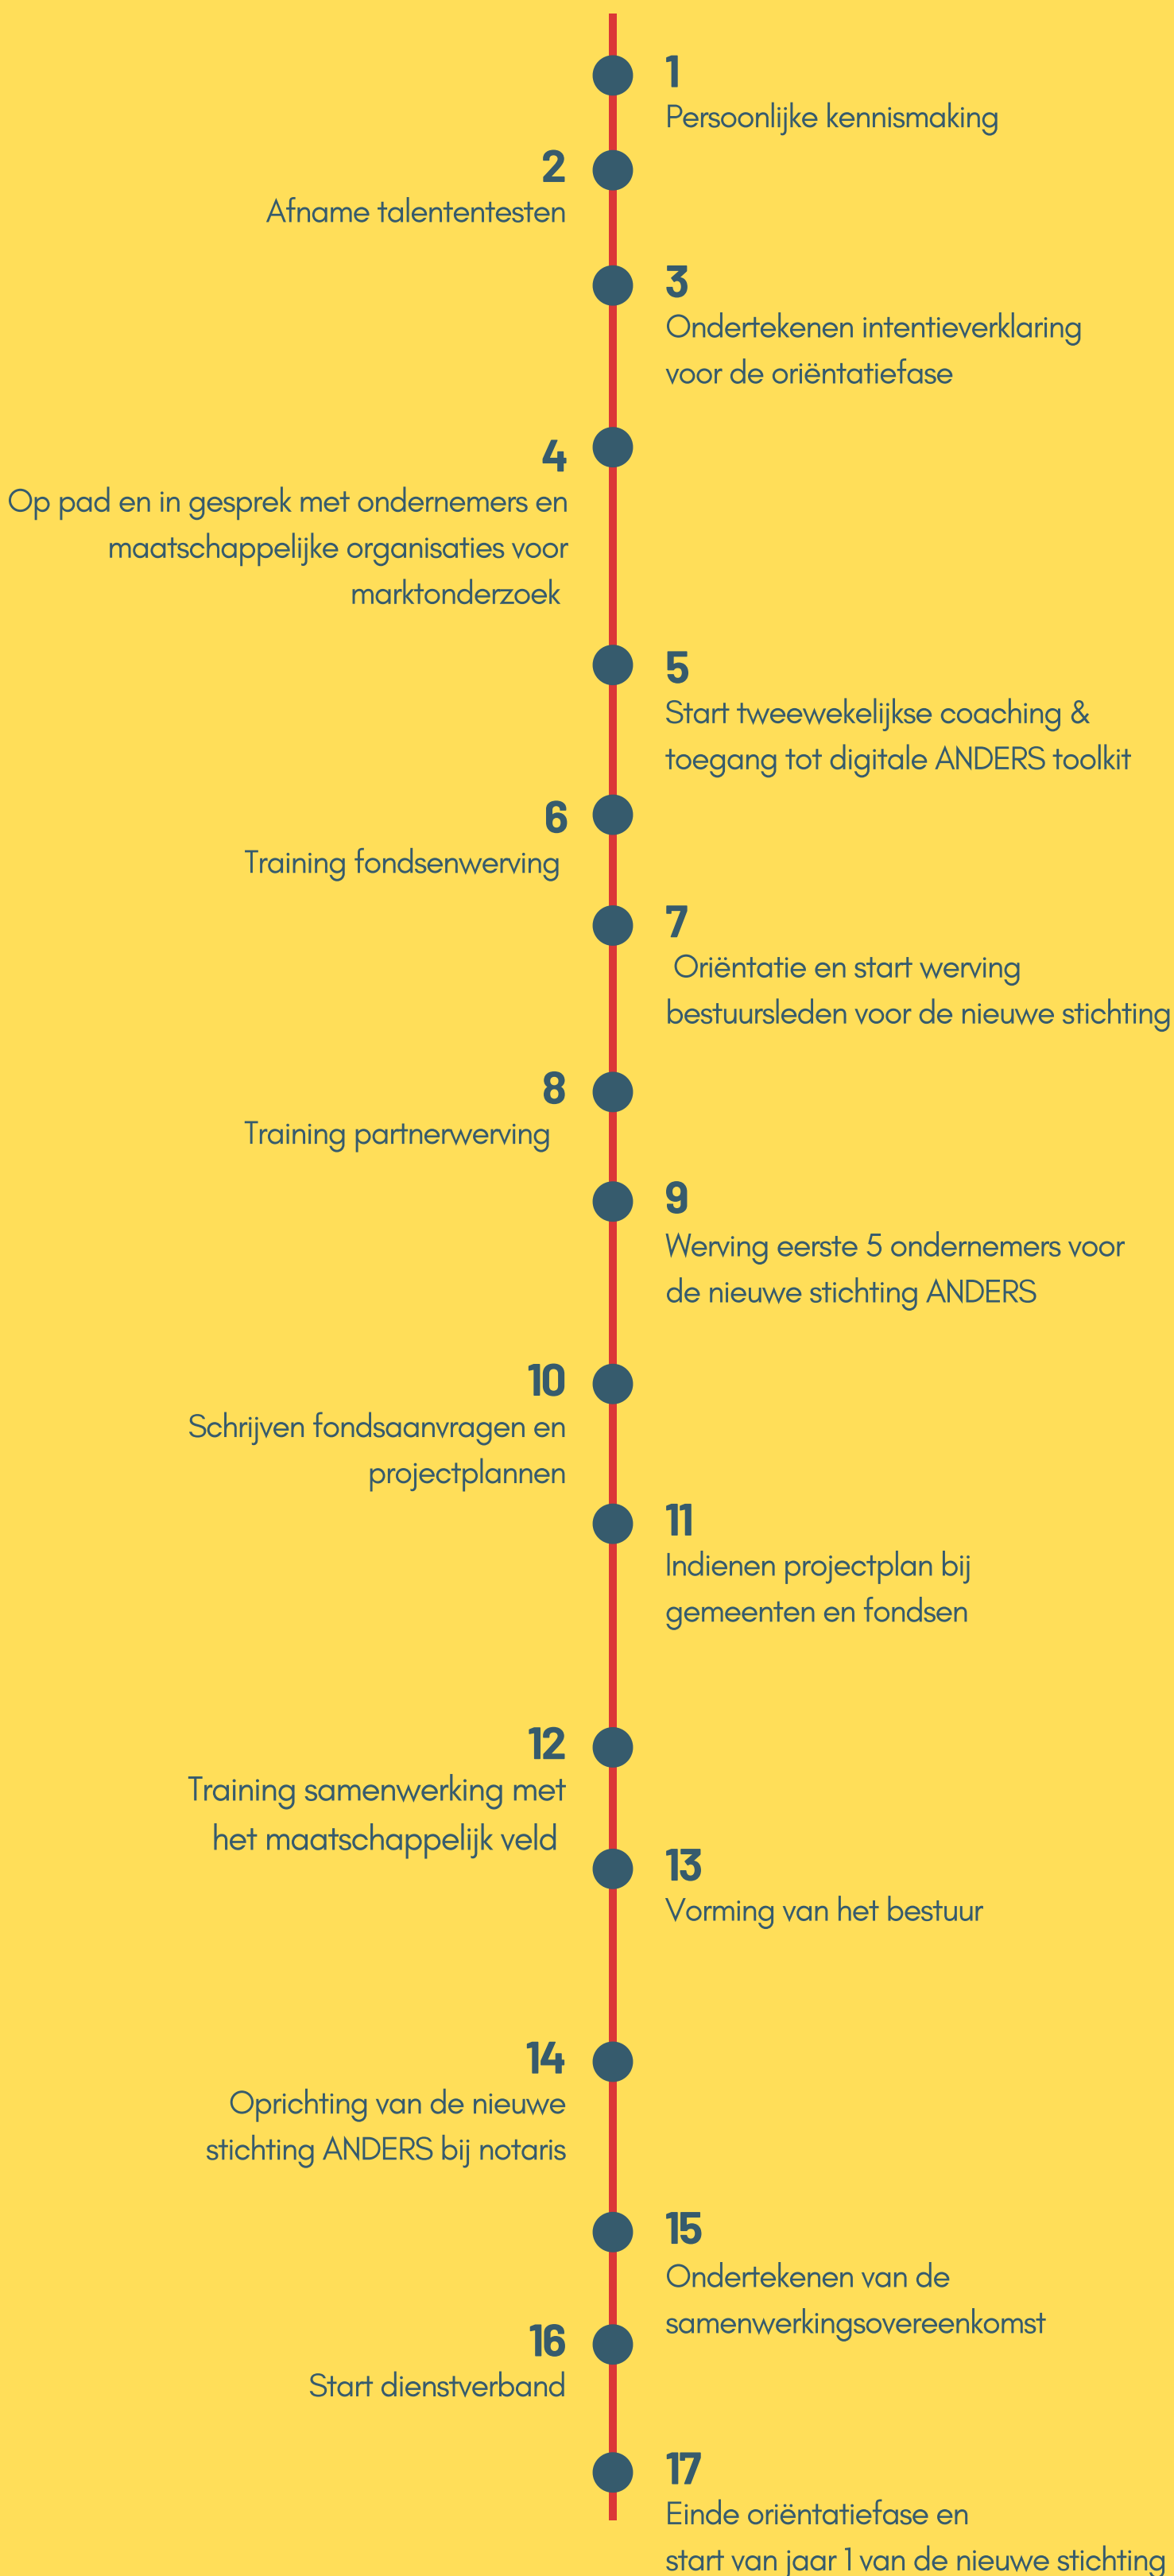 1
Persoonlijke kennismaking
2
Afname talententesten
3
Ondertekenen intentieverklaring
voor de oriëntatiefase
4
Op pad en in gesprek met ondernemers en
maatschappelijke organisaties voor
marktonderzoek
5
Start tweewekelijkse coaching &
toegang tot digitale ANDERS toolkit
6
Training fondsenwerving
7
Oriëntatie en start werving
bestuursleden voor de nieuwe stichting
8
Training partnerwerving
9
Werving eerste 5 ondernemers voor
de nieuwe stichting ANDERS
10
Schrijven fondsaanvragen en
projectplannen
11
Indienen projectplan bij
gemeenten en fondsen
12
Training samenwerking met
het maatschappelijk veld
13
Vorming van het bestuur
14
Oprichting van de nieuwe
stichting ANDERS bij notaris
15
Ondertekenen van de
samenwerkingsovereenkomst
16
Start dienstverband
17
Einde oriëntatiefase en
start van jaar 1 van de nieuwe stichting